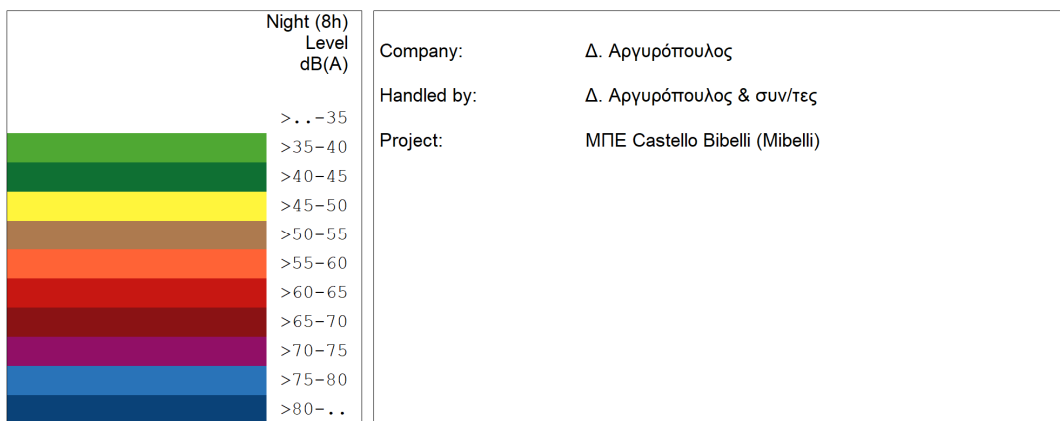 Night (8h)
Level
dB(A)
>..-35
>35-40
>40-45
>45-50
>50-55
>55-60
>60-65
>65-70
>70-75
>75-80
>80-..
Company: Δ. Αργυρόπουλος
Handled by: Δ. Αργυρόπουλος & συν/τες
Project: ΜΠΕ Castello Bibelli (Mibelli)